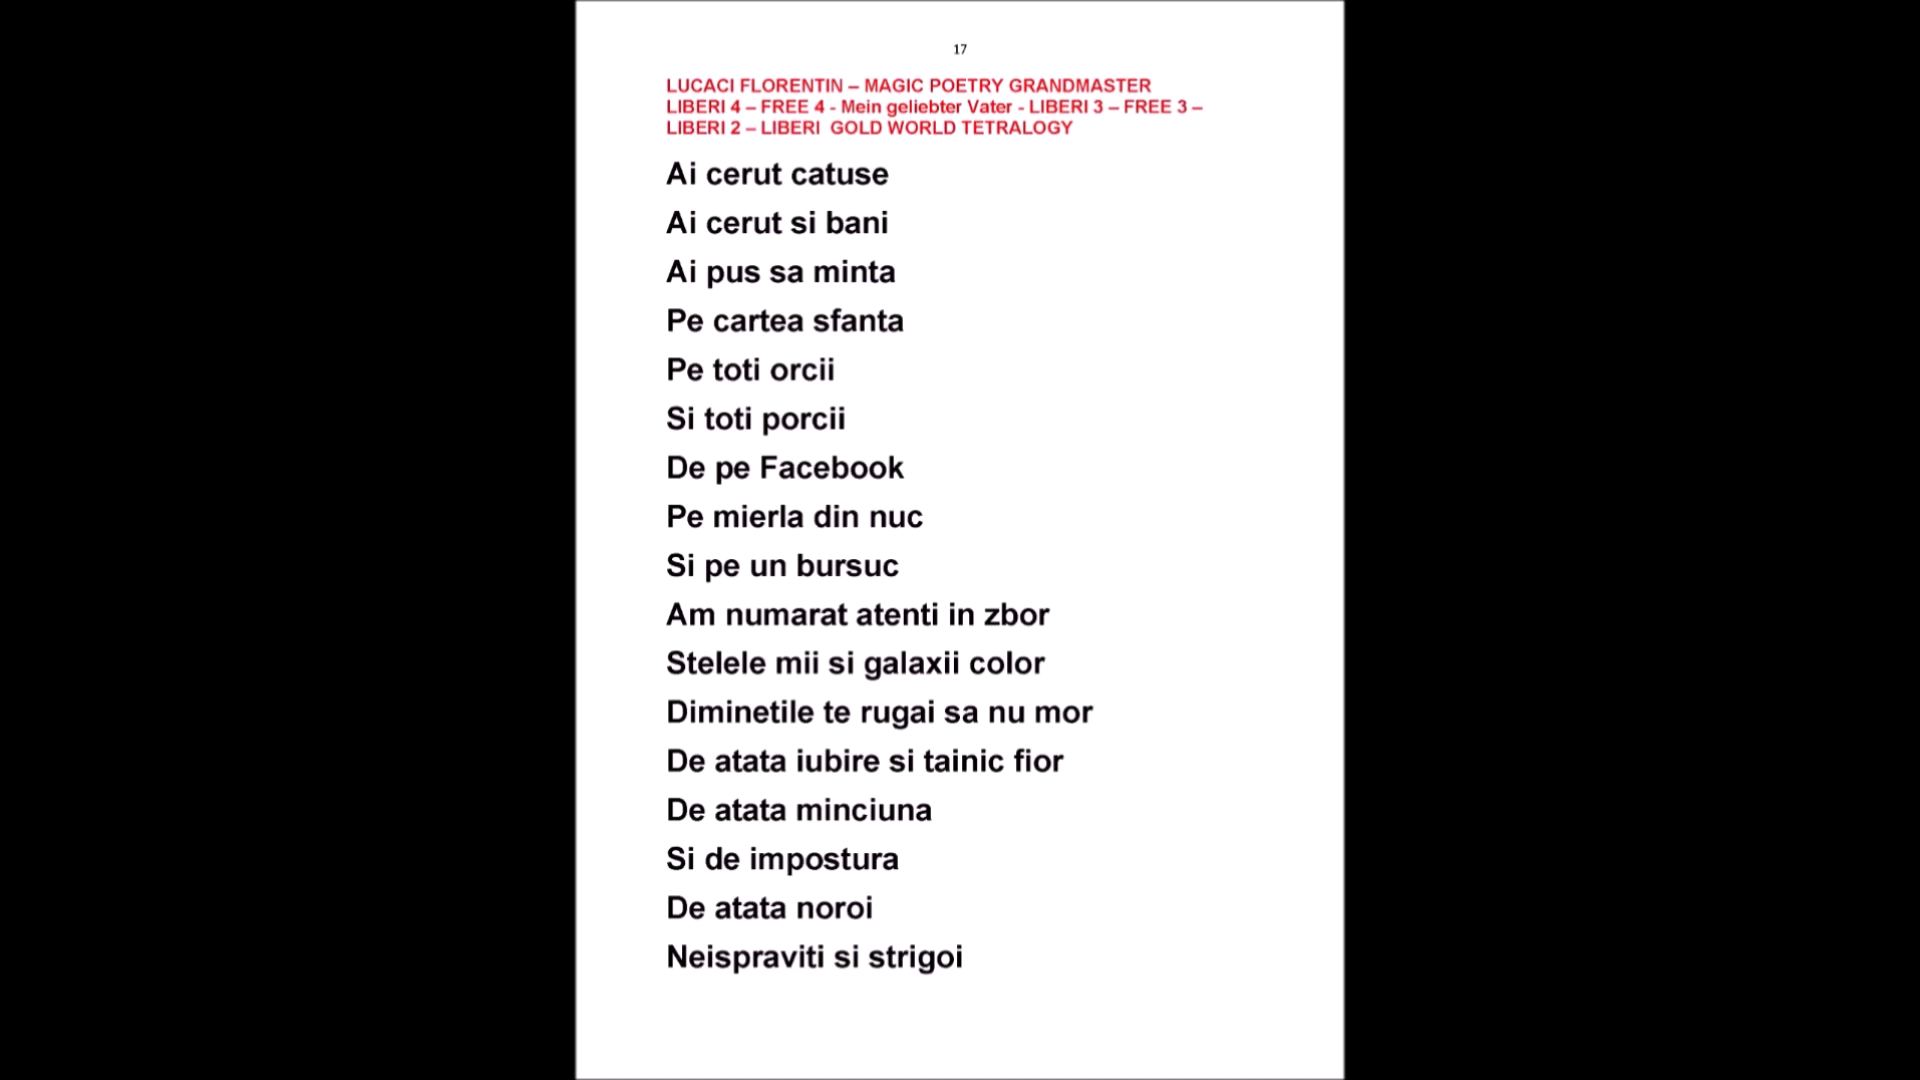 17
LUCACI FLORENTIN – MAGIC POETRY GRANDMASTER
LIBERI 4 – FREE 4 - Mein geliebter Vater - LIBERI 3 – FREE 3 –
LIBERI 2 – LIBERI  GOLD WORLD TETRALOGY
Ai cerut catuse
Ai cerut si bani
Ai pus sa minta
Pe cartea sfanta
Pe toti orcii
Si toti porcii
De pe Facebook
Pe mierla din nuc
Si pe un bursuc
Am numarat atenti in zbor
Stelele mii si galaxii color
Diminetile te rugai sa nu mor
De atata iubire si tainic fior
De atata minciuna
Si de impostura
De atata noroi
Neispraviti si strigoi